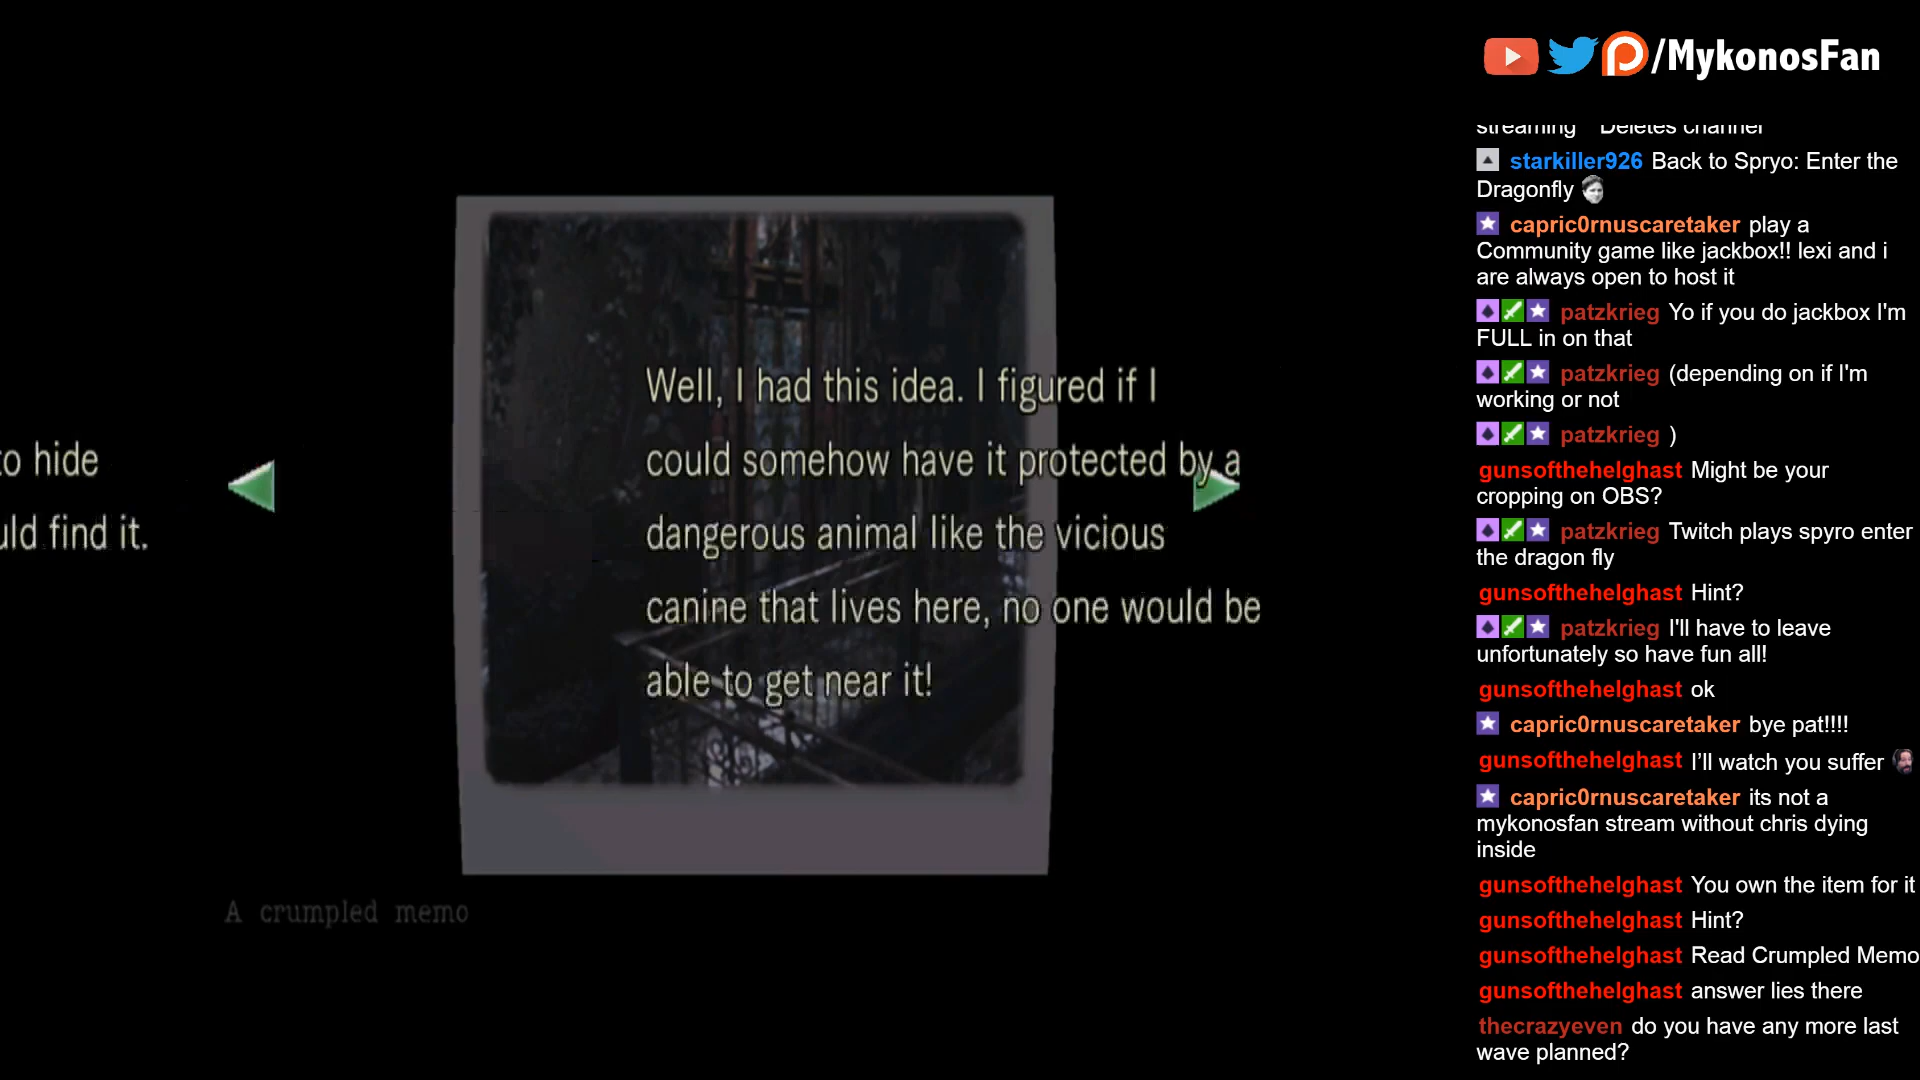 /MykonosFan
streaming Deletes channel
starkiller926 Back to Spryo: Enter the
Dragonfly
capric0rnuscaretaker play a
Community game like jackbox!! lexi and i
are always open to host it
patzkrieg Yo if you do jackbox I'm
FULL in on that
patzkrieg (depending on if I'm
working or not
patzkrieg )
gunsofthehelghast Might be your
cropping on OBS?
patzkrieg Twitch plays spyro enter
the dragon fly
gunsofthehelghast Hint?
patzkrieg I'll have to leave
unfortunately so have fun all!
gunsofthehelghast ok
capric0rnuscaretaker bye pat!!!!
gunsofthehelghast I’ll watch you suffer
capric0rnuscaretaker its not a
mykonosfan stream without chris dying
inside
gunsofthehelghast You own the item for it
gunsofthehelghast Hint?
gunsofthehelghast Read Crumpled Memo
gunsofthehelghast answer lies there
thecrazyeven do you have any more last
wave planned?
to hide
uld find it.
Well, I had this idea. I figured if I
could somehow have it protected by a
dangerous animal like the vicious
canine that lives here, no one would be
able to get near it!
A crumpled memo